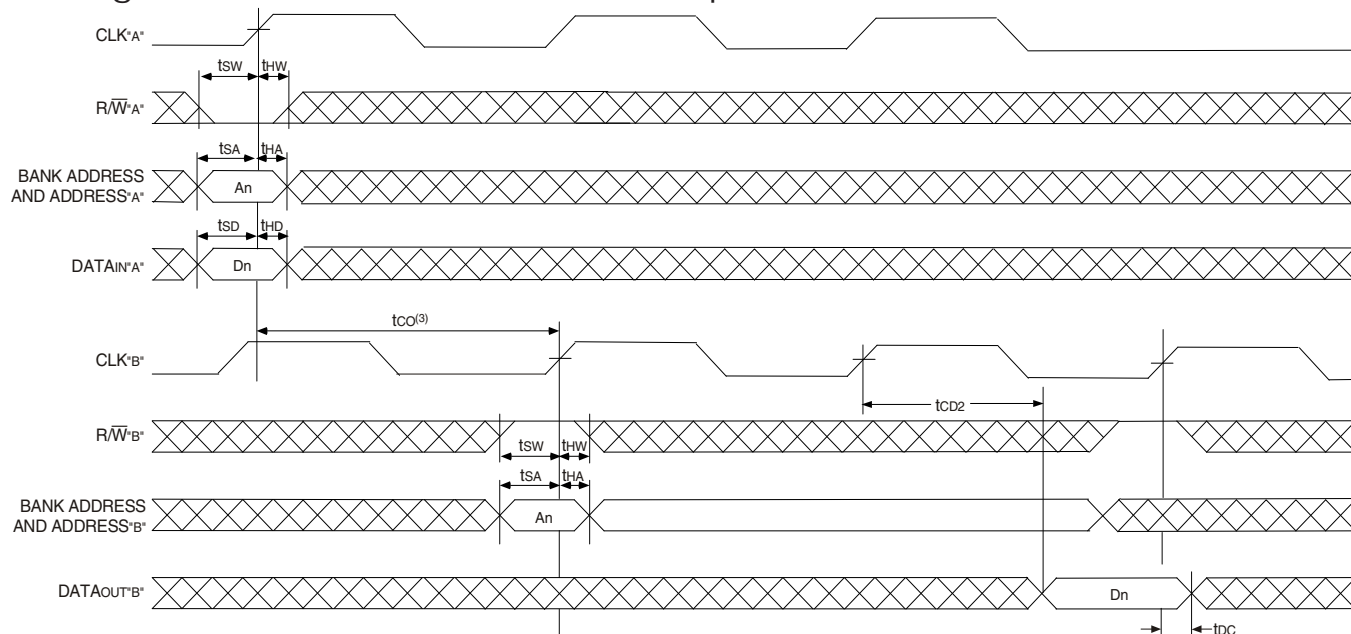 CLK"A"
tSW tHW
R/W̅"A"
tSA tHA
BANK ADDRESS
AND ADDRESS"A"
An
tSD tHD
DATAIN"A"
Dn
tCO(3)
CLK"B"
tCD2
R/W̅"B"
tSW tHW
tSA tHA
BANK ADDRESS
AND ADDRESS"B"
An
DATAOUT"B"
Dn
tDC